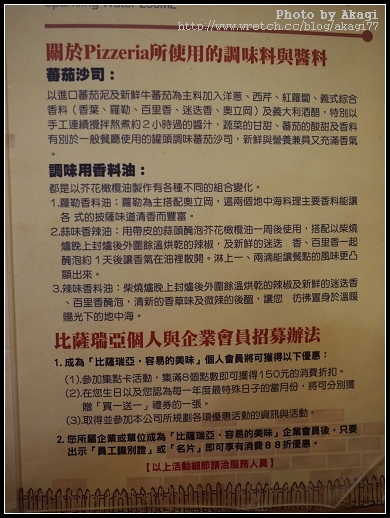 Sparkling Water 250ML
Photo by Akagi
http://www.wretch.cc/blog/akagi77
關於Pizzeria所使用的調味料與醬料
蕃茄沙司：
以進口蕃茄泥及新鮮牛蕃茄為主料加入洋蔥、西芹、紅蘿蔔、義式綜合
香料（香葉、羅勒、百里香、迷迭香、奧立岡）及義大利酒醋，特別以
手工連續攪拌熬煮約２小時過的醬汁，蔬菜的甘甜、蕃茄的酸甜及香料
有別於一般餐廳使用的罐頭調味蕃茄沙司，新鮮與營養兼具又充滿香氣
。
調味用香料油：
都是以芥花橄欖油製作有各種不同的組合變化。
1.蘿勒香料油：蘿勒為主搭配奧立岡，這兩個地中海料理主要香料能讓
各 式的披薩味道清香而豐富。
2.蒜味香辣油：用帶皮的蒜頭醃泡芥花橄欖油一周後使用，搭配以柴燒
爐晚上封爐後外圍餘溫烘乾的辣椒，及新鮮的迷迭　香、百里香一起
醃泡約１天後讓香氣在油裡散開。淋上一、兩滴能讓餐點的風味更凸
顯出來。
3.辣味香料油：柴燒爐晚上封爐後外圍餘溫烘乾的辣椒及新鮮的迷迭香
、百里香醃泡，清新的香草味及微辣的後醞，讓您　彷彿置身於溫暖
陽光下的地中海。
比薩瑞亞個人與企業會員招募辦法
1. 成為「比薩瑞亞・容易的美味」個人會員將可獲得以下優惠：
(1).參加集點卡活動，集滿8個點數即可獲得150元的消費折扣。
(2).在您生日以及您認為每一年度最特殊日子的當月份，將可分別獲
贈「買一送一」禮券的一張。
(3).取得並參加本公司所規劃各項優惠活動的資訊與活動。
2. 您所屬企業或單位成為「比薩瑞亞・容易的美味」企業會員後，只要
出示「員工識別證」或「名片」即可享有消費８８折優惠。
【以上活動細節請洽服務人員】